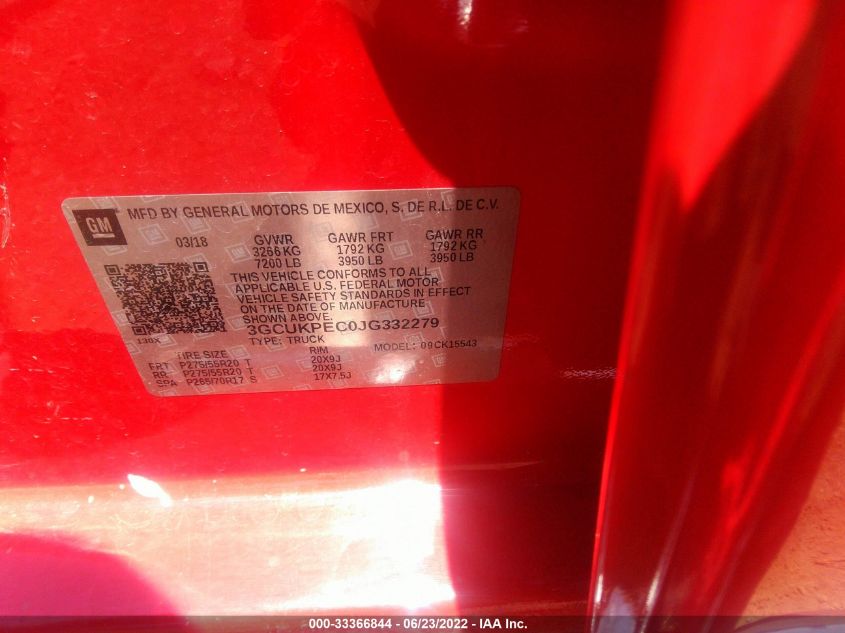 GM
MFD BY GENERAL MOTORS DE MEXICO, S. DE R.L. DE C.V.
03/18 GVWR GAWR FRT GAWR RR
3266 KG 1792 KG 1792 KG
7200 LB 3950 LB 3950 LB
THIS VEHICLE CONFORMS TO ALL
APPLICABLE U.S. FEDERAL MOTOR
VEHICLE SAFETY STANDARDS IN EFFECT
ON THE DATE OF MANUFACTURE
SHOWN ABOVE.
3GCUKPEC0JG332279
138X TYPE: TRUCK MODEL: 09CK15543
TIRE SIZE RIM
FRT P275/55R20 T 20X9J
RR P275/55R20 T 20X9J
SPA P265/70R17 S 17X7.5J
000-33366844 - 06/23/2022 - IAA Inc.